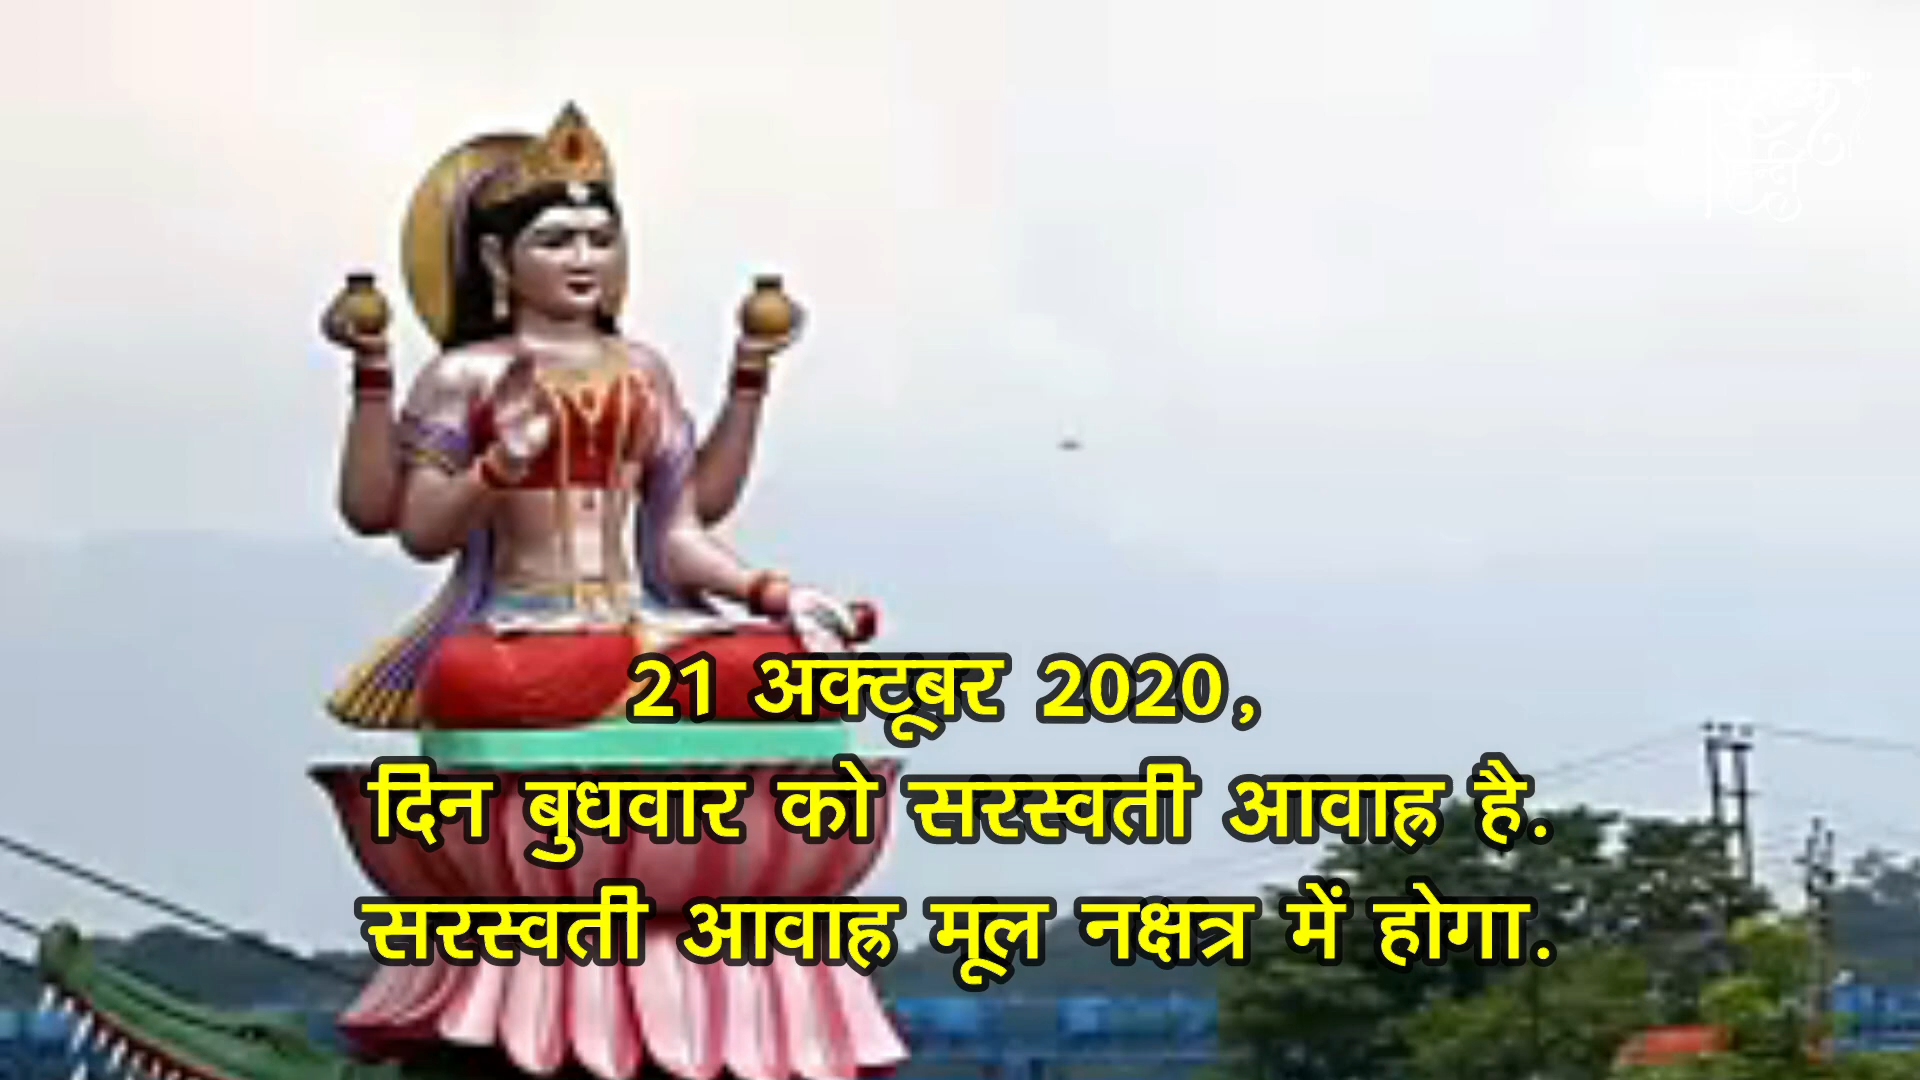 21 अक्टूबर 2020,
दिन बुधवार को सरस्वती आवाह्र है.
सरस्वती आवाह्र मूल नक्षत्र में होगा.